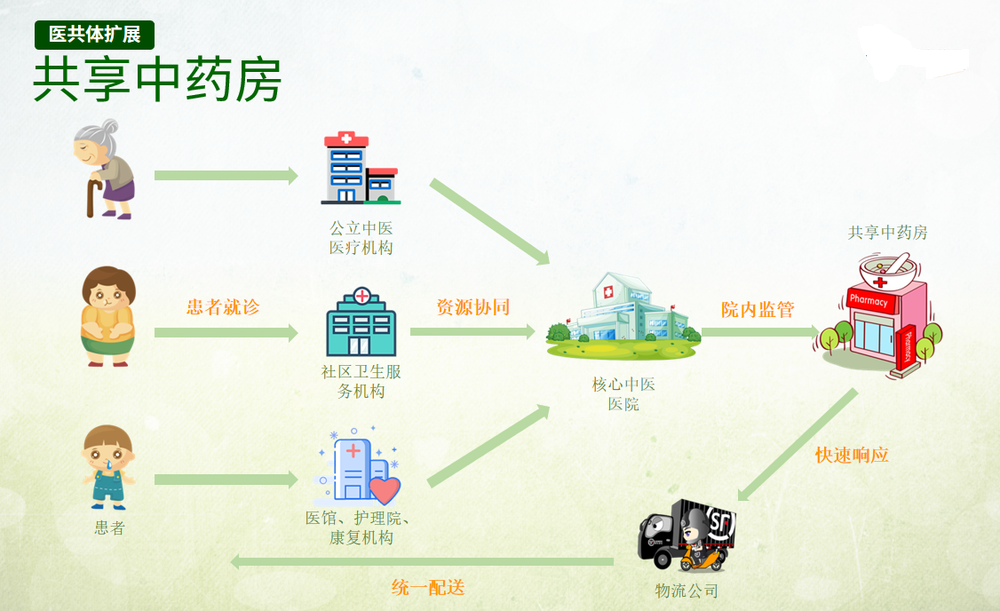 医共体扩展
共享中药房
公立中医
医疗机构
共享中药房
患者就诊
资源协同
院内监管
Pharmacy
Pharmacy
社区卫生服
务机构
核心中医
医院
快速响应
患者
医馆、护理院、
康复机构
SF
统一配送
物流公司